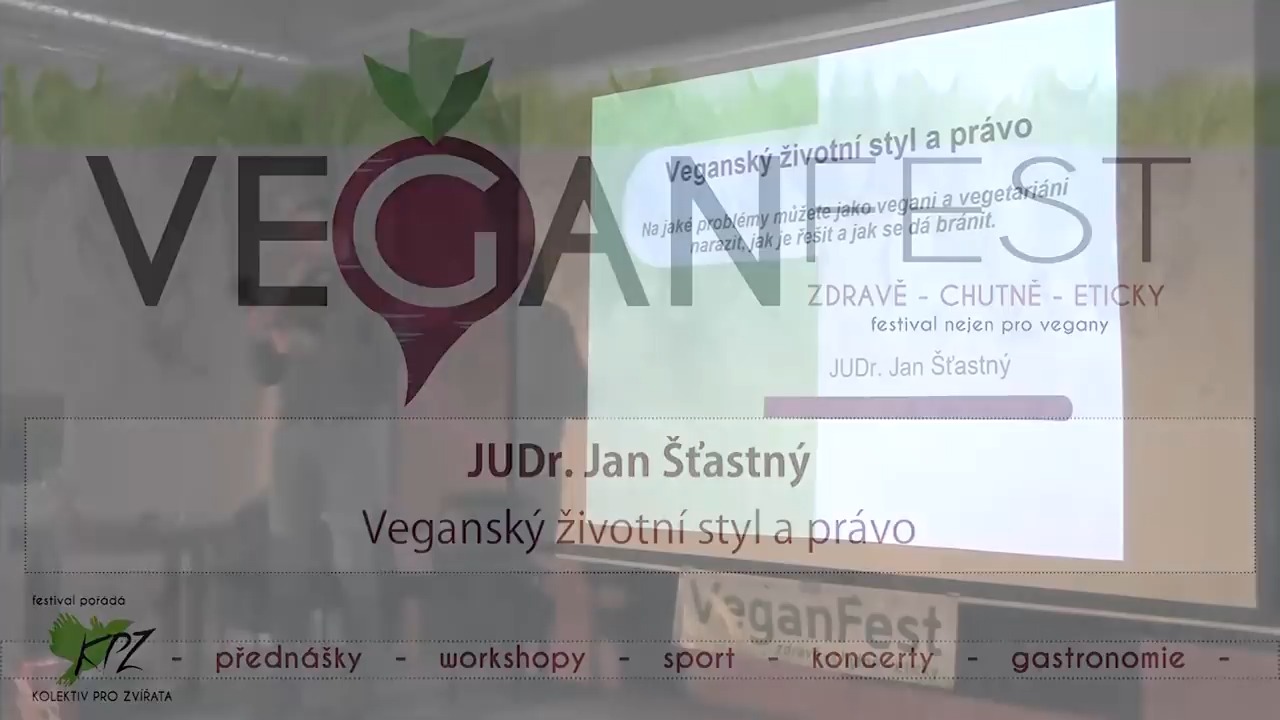 VEGANFEST
ZDRAVĚ - CHUTNĚ - ETICKY
festival nejen pro vegany
Veganský životní styl a právo
Na jaké problémy můžete jako vegani a vegetariáni
narazit, jak je řešit a jak se dá bránit.
JUDr. Jan Šťastný
JUDr. Jan Šťastný
Veganský životní styl a právo
VeganFest
festival pořádá
KPZ
KOLEKTIV PRO ZVÍŘATA
- přednášky - workshopy - sport - koncerty - gastronomie -